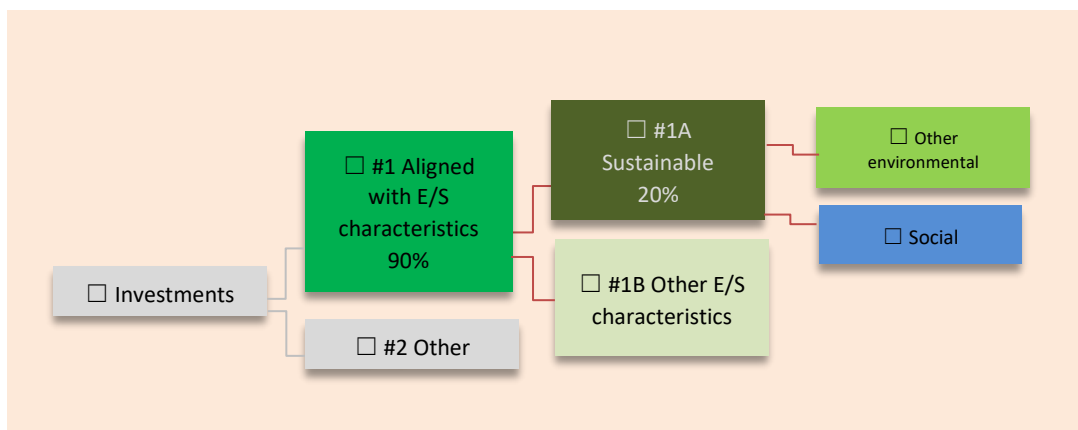 ☐ Investments
☐ #1 Aligned
with E/S
characteristics
90%
☐ #2 Other
☐ #1A
Sustainable
20%
☐ #1B Other E/S
characteristics
☐ Other
environmental
☐ Social